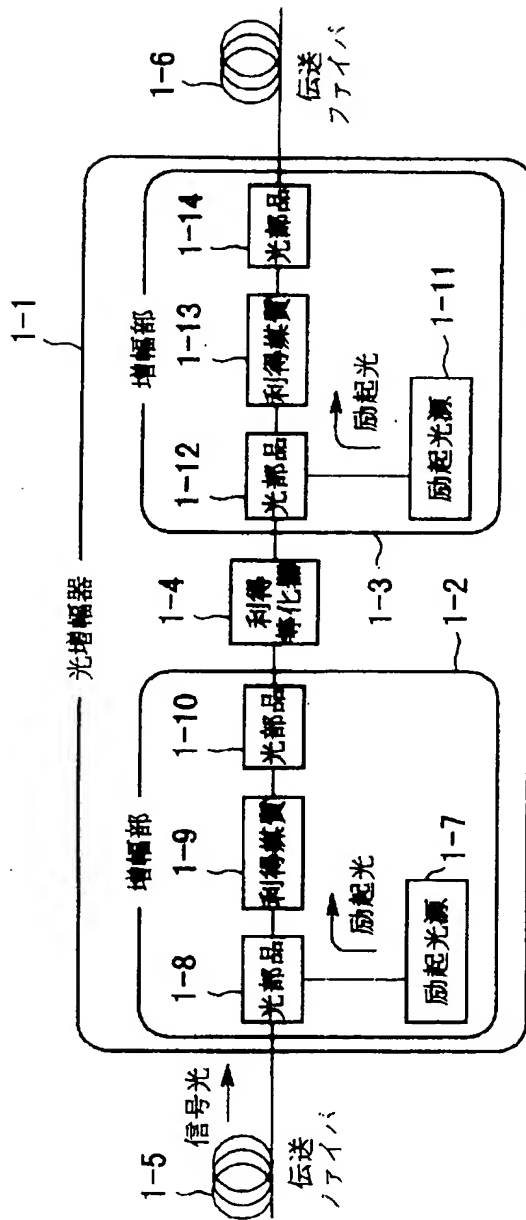 1-1
光増幅器
増幅部
増幅部
1-5
信号光
伝送
ファイバ
1-8
光部品
1-9
利得媒質
1-10
光部品
励起光
1-7
励起光源
1-2
1-4
利得
等化器
1-3
1-12
光部品
1-13
利得媒質
1-14
光部品
励起光
1-11
励起光源
1-6
伝送
ファイバ